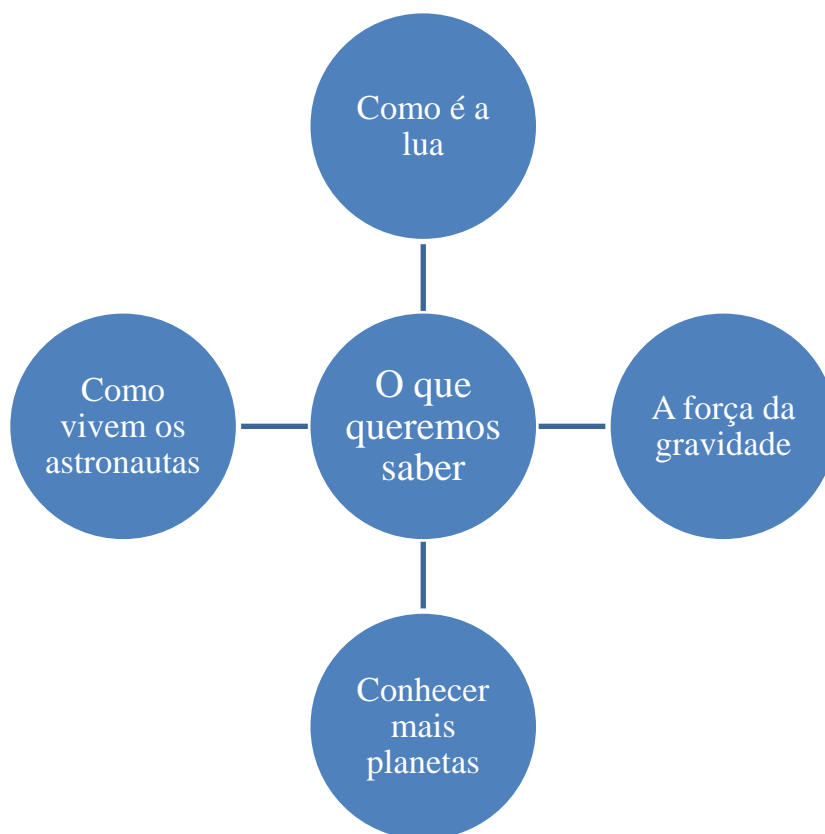 Como é a
lua
Como
vivem os
astronautas
O que
queremos
saber
A força da
gravidade
Conhecer
mais
planetas